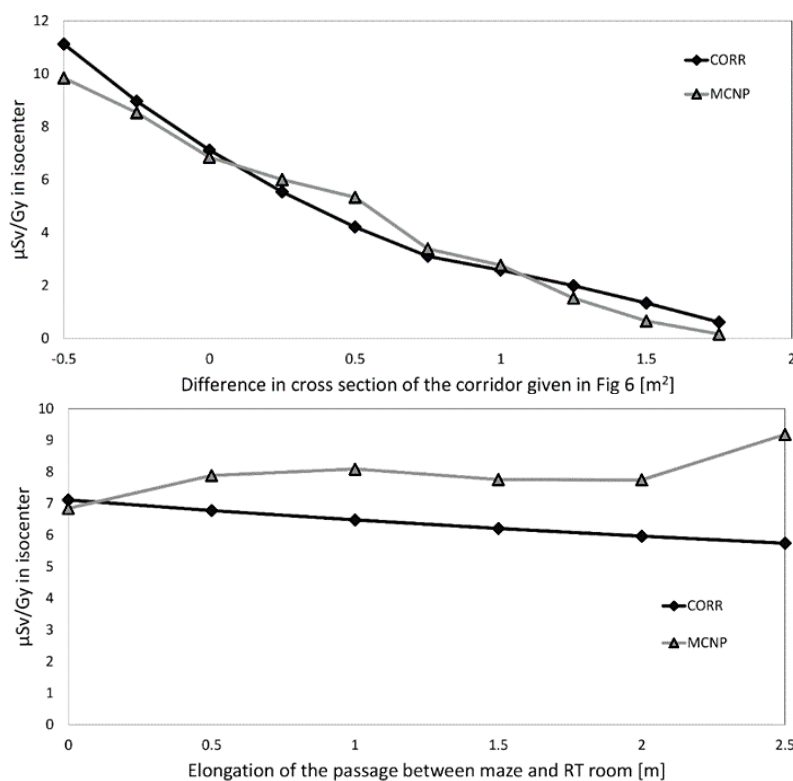 12
10
8
6
4
2
0
µSv/Gy in isocenter
CORR
MCNP
-0.5 0 0.5 1 1.5 2
Difference in cross section of the corridor given in Fig 6 [m²]
10
9
8
7
6
5
4
3
2
1
0
µSv/Gy in isocenter
CORR
MCNP
0 0.5 1 1.5 2 2.5
Elongation of the passage between maze and RT room [m]